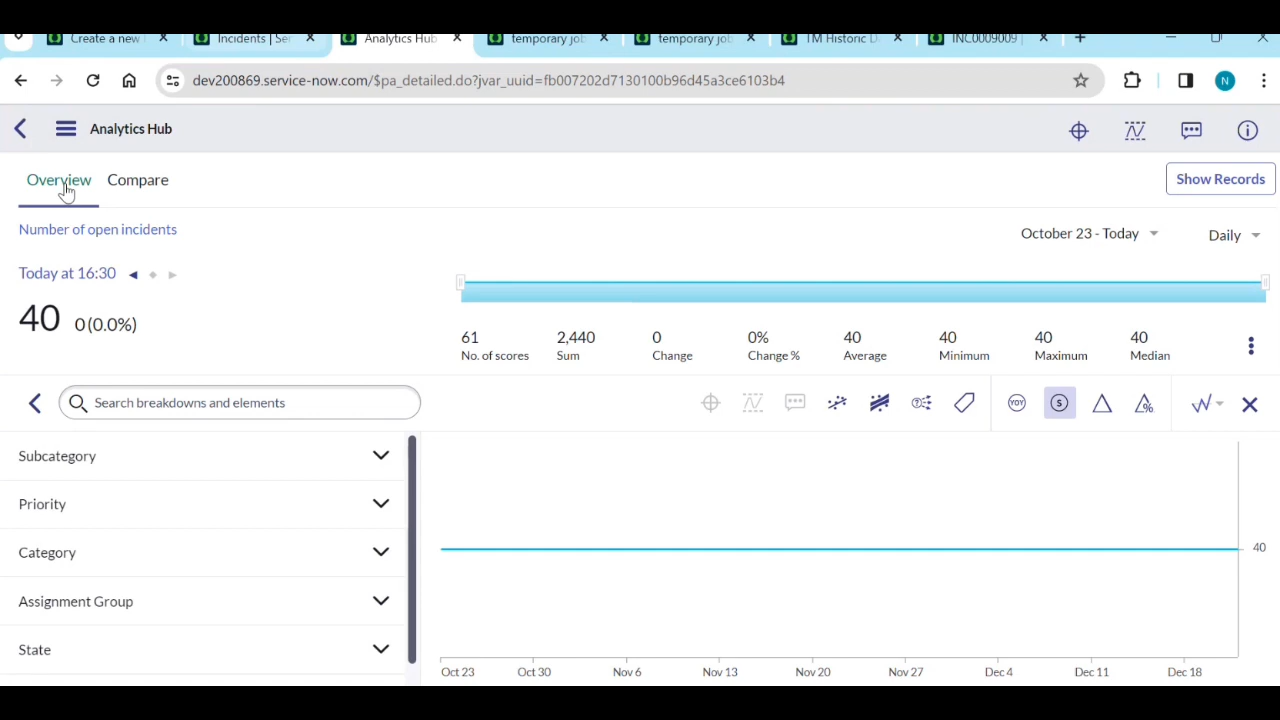 Create a new
Incidents | Ser
Analytics Hub
temporary job
temporary job
TM Historic D
INC0009009 |
dev200869.service-now.com/$pa_detailed.do?jvar_uuid=fb007202d7130100b96d45a3ce6103b4
N
Analytics Hub
Overview
Compare
Show Records
Number of open incidents
October 23 - Today
Daily
Today at 16:30
40 0 (0.0%)
61 2,440 0 0% 40 40 40 40
No. of scores Sum Change Change % Average Minimum Maximum Median
Search breakdowns and elements
YOY
S
%
Subcategory
Priority
Category
Assignment Group
State
40
Oct 23 Oct 30 Nov 6 Nov 13 Nov 20 Nov 27 Dec 4 Dec 11 Dec 18